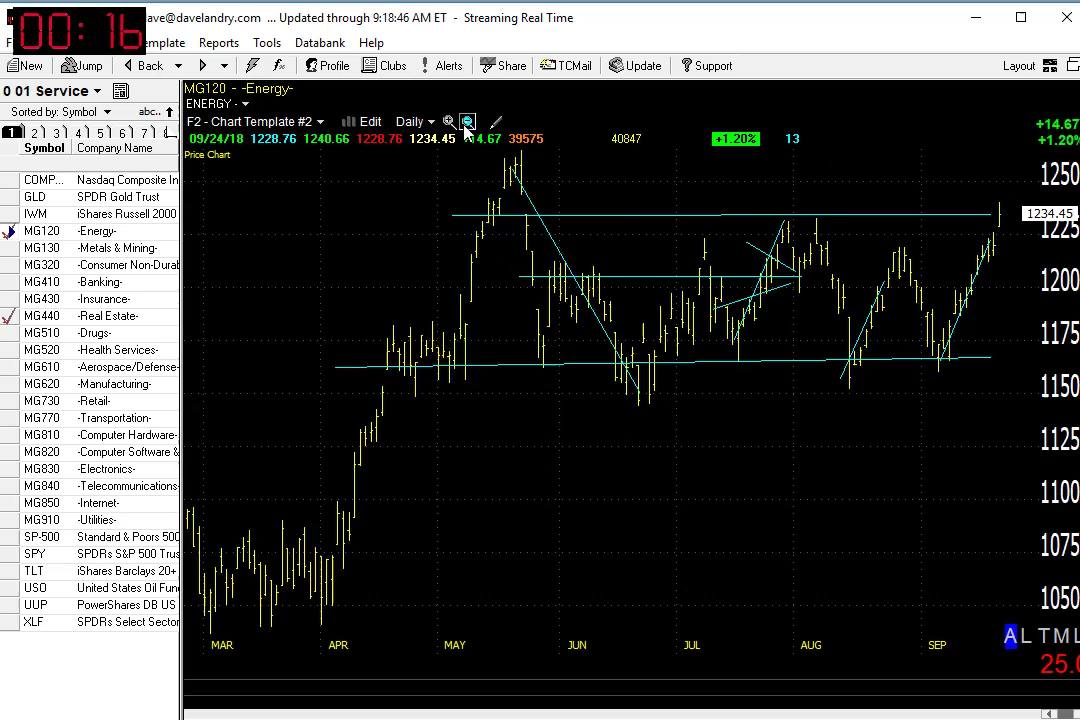 ave@davelandry.com ... Updated through 9:18:46 AM ET - Streaming Real Time
00:16
emplate Reports Tools Databank Help
New Jump Back Profile Clubs Alerts Share TCMail Update Support Layout
0 01 Service
Sorted by: Symbol abc..
1 2 3 4 5 6 7
Symbol Company Name
COMP... Nasdaq Composite In
GLD SPDR Gold Trust
IWM iShares Russell 2000
MG120 -Energy-
MG130 -Metals & Mining-
MG320 -Consumer Non-Durab
MG410 -Banking-
MG430 -Insurance-
MG440 -Real Estate-
MG510 -Drugs-
MG520 -Health Services-
MG610 -Aerospace/Defense-
MG620 -Manufacturing-
MG730 -Retail-
MG770 -Transportation-
MG810 -Computer Hardware-
MG820 -Computer Software &
MG830 -Electronics-
MG840 -Telecommunications-
MG850 -Internet-
MG910 -Utilities-
SP-500 Standard & Poors 500
SPY SPDRs S&P 500 Trus
TLT iShares Barclays 20+
USO United States Oil Fun
UUP PowerShares DB US
XLF SPDRs Select Sector
MG120 - -Energy-
ENERGY -
F2 - Chart Template #2 Edit Daily
09/24/18 1228.76 1240.66 1228.76 1234.45 14.67 39575 40847 +1.20% 13
Price Chart
+14.67
+1.20%
1250
1234.45
1225
1200
1175
1150
1125
1100
1075
1050
MAR APR MAY JUN JUL AUG SEP
A L T M L
25.0